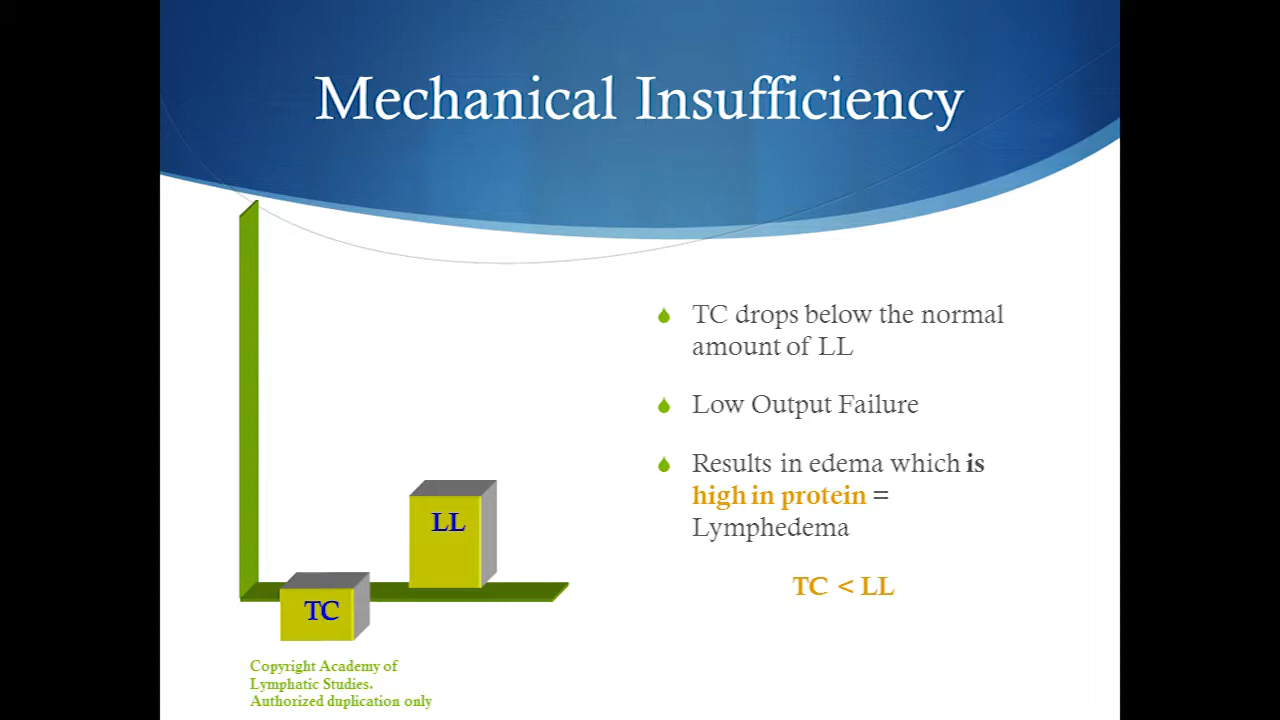 Mechanical Insufficiency
TC drops below the normal
amount of LL
Low Output Failure
Results in edema which is
high in protein =
Lymphedema
TC < LL
LL
TC
Copyright Academy of
Lymphatic Studies.
Authorized duplication only